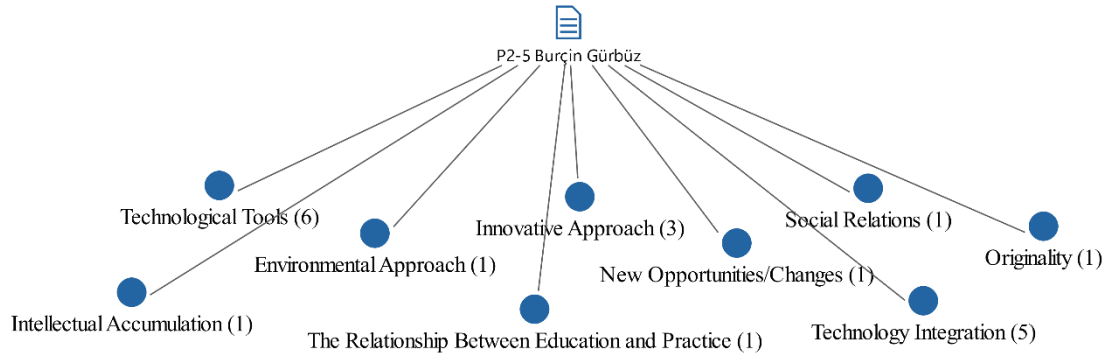 P2-5 Burçin Gürbüz
Technological Tools (6)
Innovative Approach (3)
Social Relations (1)
Environmental Approach (1)
New Opportunities/Changes (1)
Originality (1)
Intellectual Accumulation (1)
The Relationship Between Education and Practice (1)
Technology Integration (5)